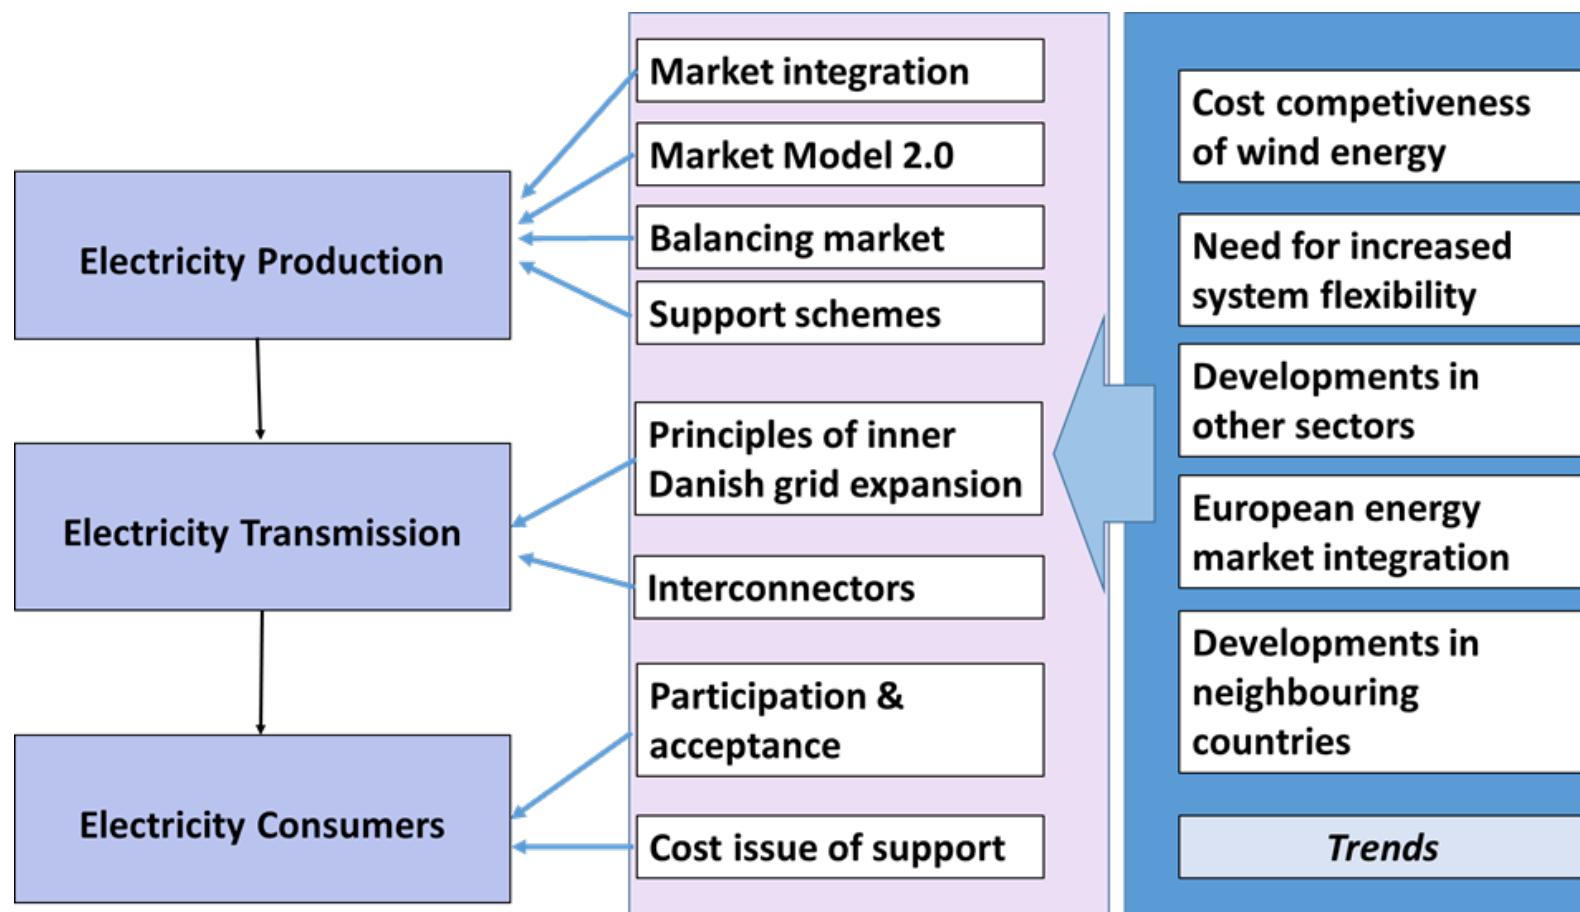 Electricity Production
Electricity Transmission
Electricity Consumers
Market integration
Market Model 2.0
Balancing market
Support schemes
Principles of inner
Danish grid expansion
Interconnectors
Participation &
acceptance
Cost issue of support
Cost competiveness
of wind energy
Need for increased
system flexibility
Developments in
other sectors
European energy
market integration
Developments in
neighbouring
countries
Trends